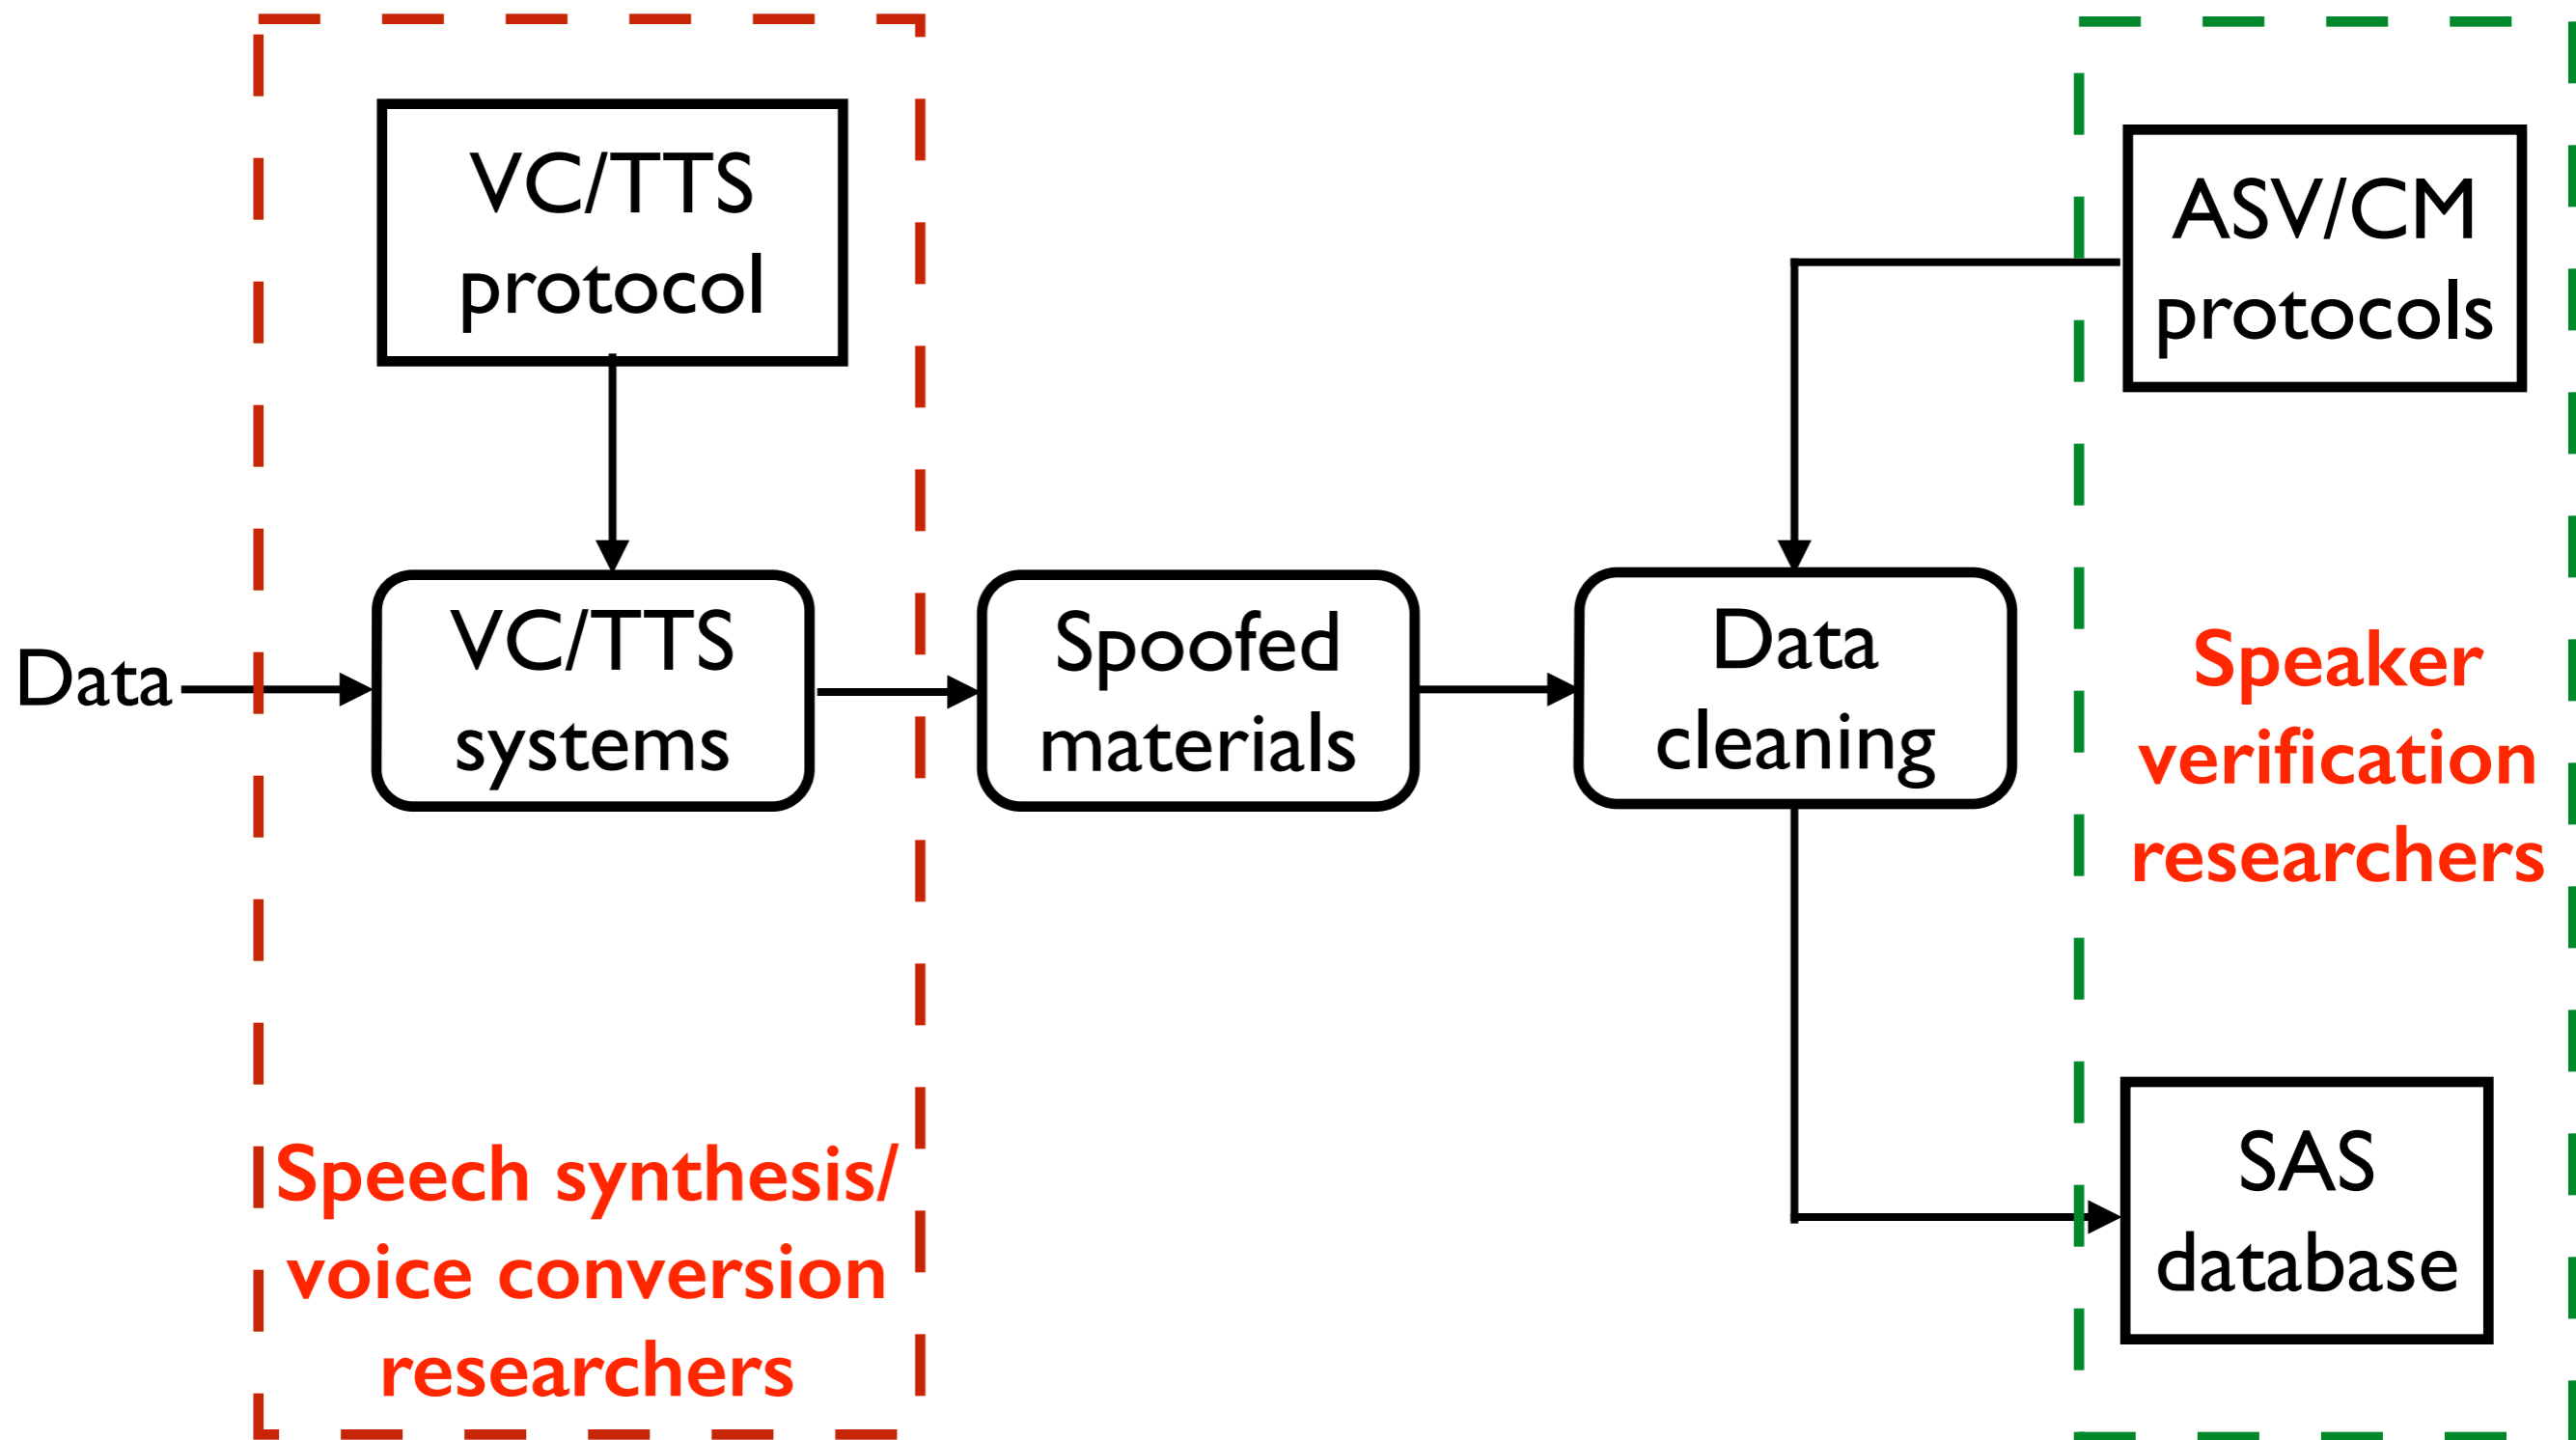 VC/TTS
protocol
ASV/CM
protocols
Data
VC/TTS
systems
Spoofed
materials
Data
cleaning
Speaker
verification
researchers
Speech synthesis/
voice conversion
researchers
SAS
database